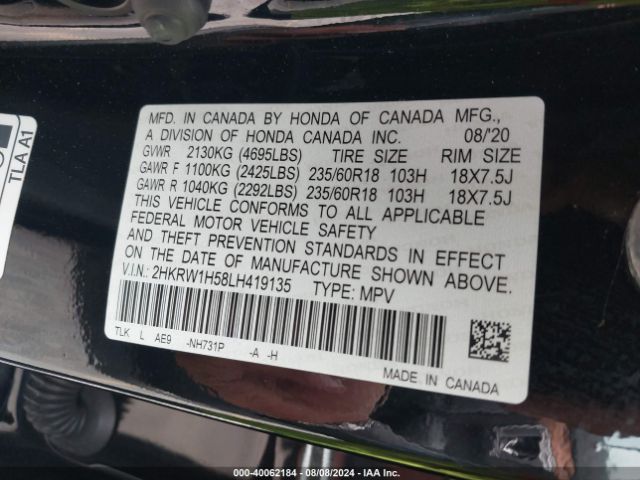 MFD. IN CANADA BY HONDA OF CANADA MFG.,
A DIVISION OF HONDA CANADA INC. 08/'20
GVWR 2130KG (4695LBS) TIRE SIZE RIM SIZE
GAWR F 1100KG (2425LBS) 235/60R18 103H 18X7.5J
GAWR R 1040KG (2292LBS) 235/60R18 103H 18X7.5J
THIS VEHICLE CONFORMS TO ALL APPLICABLE
FEDERAL MOTOR VEHICLE SAFETY
AND THEFT PREVENTION STANDARDS IN EFFECT
ON THE DATE OF MANUFACTURE SHOWN ABOVE.
V.I.N.: 2HKRW1H58LH419135 TYPE: MPV
TLK L AE9 -NH731P -A -H
MADE IN CANADA
TLA A1
000-40062184 - 08/08/2024 - IAA Inc.